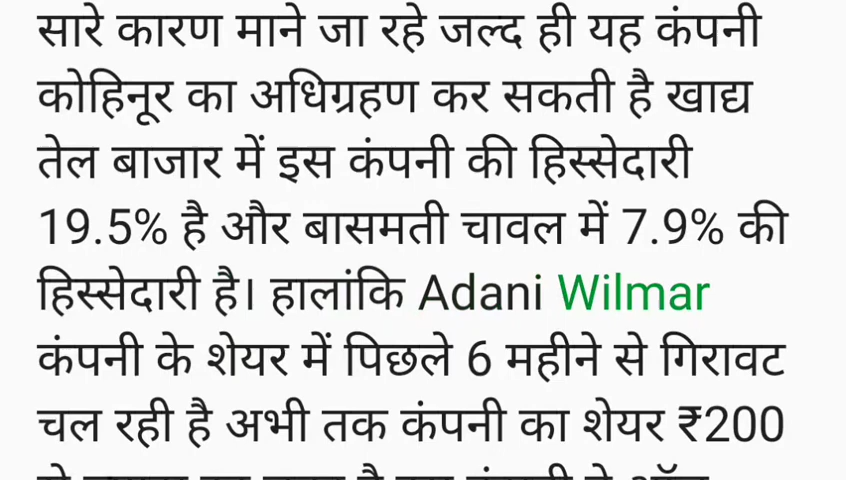 सारे कारण माने जा रहे जल्द ही यह कंपनी
कोहिनूर का अधिग्रहण कर सकती है खाद्य
तेल बाजार में इस कंपनी की हिस्सेदारी
19.5% है और बासमती चावल में 7.9% की
हिस्सेदारी है। हालांकि Adani Wilmar
कंपनी के शेयर में पिछले 6 महीने से गिरावट
चल रही है अभी तक कंपनी का शेयर ₹200